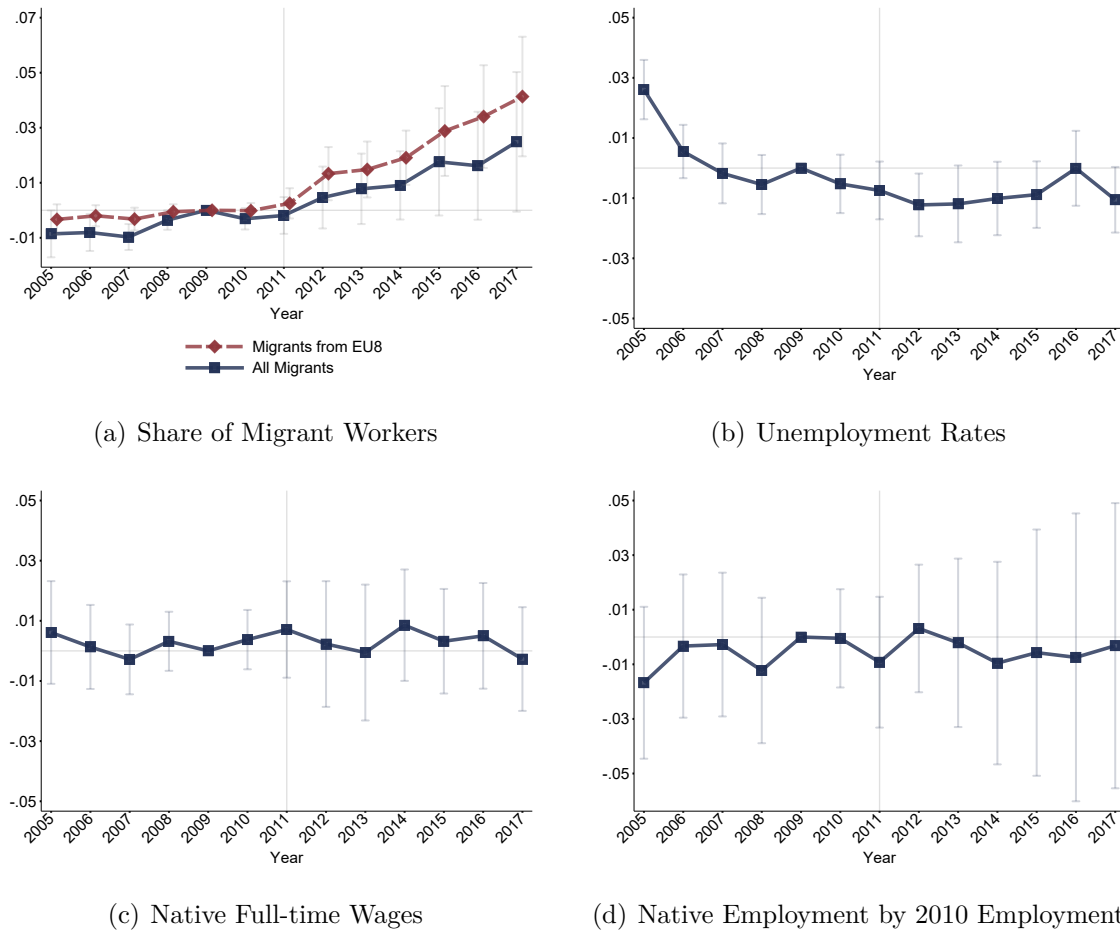 .07
.05
.03
.01
-.01
2005 2006 2007 2008 2009 2010 2011 2012 2013 2014 2015 2016 2017
Year
Migrants from EU8
All Migrants
(a) Share of Migrant Workers
.05
.03
.01
-.01
-.03
-.05
2005 2006 2007 2008 2009 2010 2011 2012 2013 2014 2015 2016 2017
Year
(b) Unemployment Rates
.05
.03
.01
-.01
-.03
-.05
2005 2006 2007 2008 2009 2010 2011 2012 2013 2014 2015 2016 2017
Year
(c) Native Full-time Wages
.05
.03
.01
-.01
-.03
-.05
2005 2006 2007 2008 2009 2010 2011 2012 2013 2014 2015 2016 2017
Year
(d) Native Employment by 2010 Employment